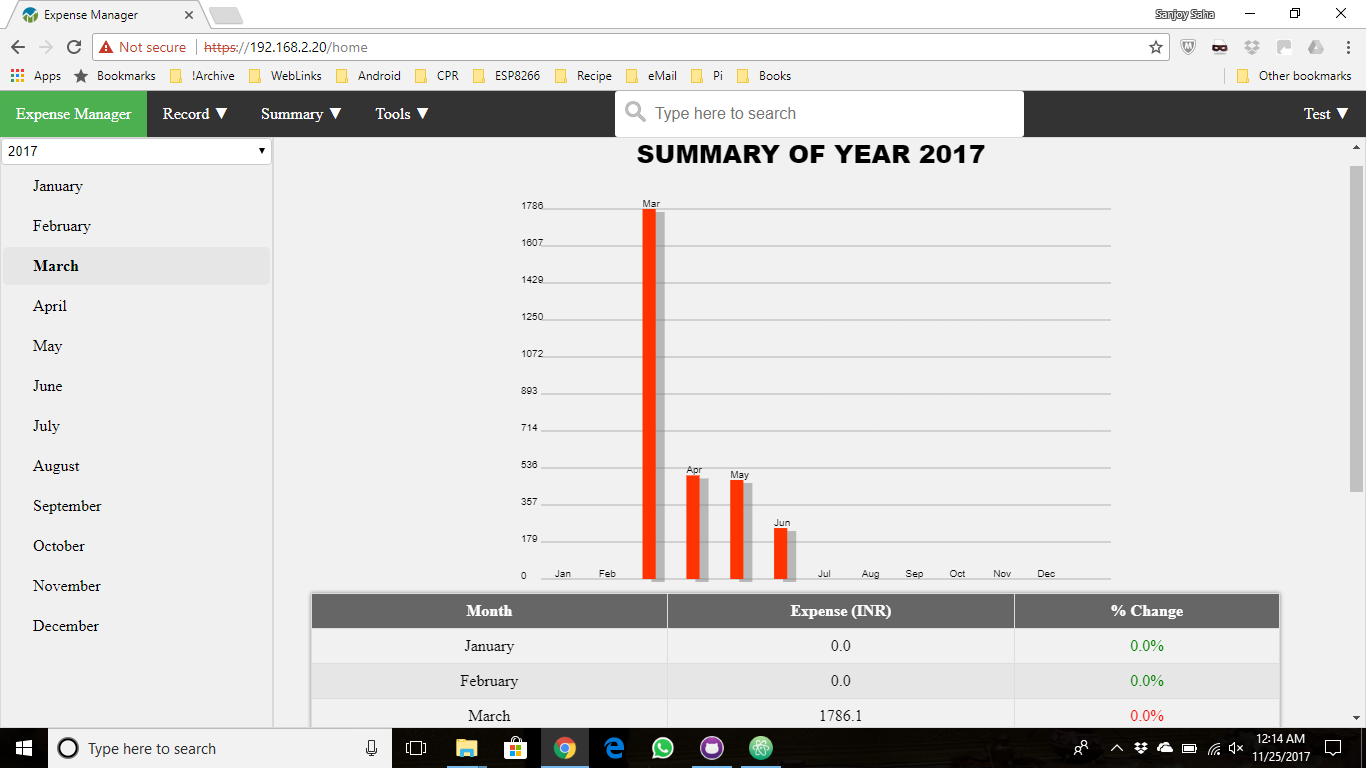 Expense Manager
Sanjoy Saha
Not secure https://192.168.2.20/home
Apps Bookmarks !Archive WebLinks Android CPR ESP8266 Recipe eMail Pi Books Other bookmarks
Expense Manager Record ▼ Summary ▼ Tools ▼ Type here to search Test ▼
2017
January
February
March
April
May
June
July
August
September
October
November
December
SUMMARY OF YEAR 2017
1786
1607
1429
1250
1072
893
714
536
357
179
0
Jan Feb Mar Apr May Jun Jul Aug Sep Oct Nov Dec
Month Expense (INR) % Change
January 0.0 0.0%
February 0.0 0.0%
March 1786.1 0.0%
Type here to search
12:14 AM
11/25/2017